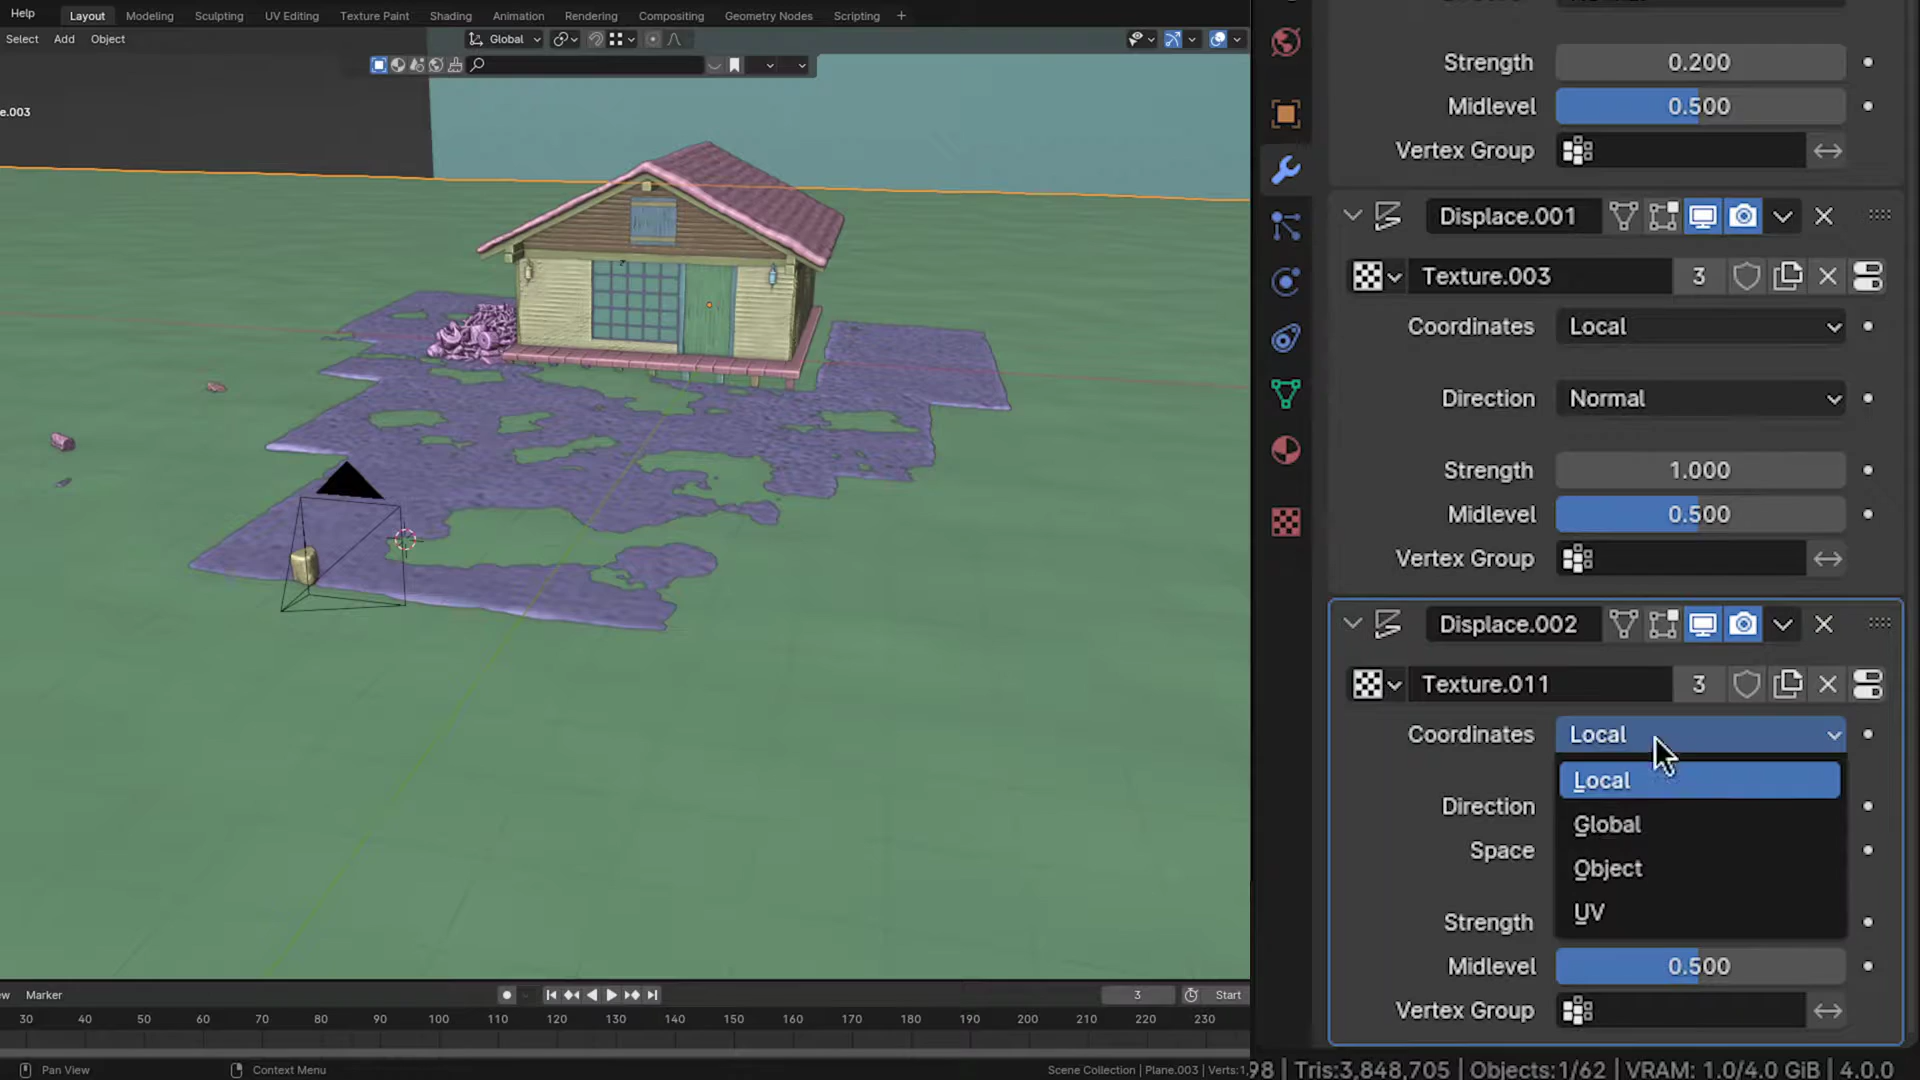 Help
Layout Modeling Sculpting UV Editing Texture Paint Shading Animation Rendering Compositing Geometry Nodes Scripting +
Select Add Object
Global
e.003
Strength 0.200
Midlevel 0.500
Vertex Group
Displace.001
Texture.003 3
Coordinates Local
Direction Normal
Strength 1.000
Midlevel 0.500
Vertex Group
Displace.002
Texture.011 3
Coordinates Local
Local
Direction
Global
Space
Object
Strength
UV
Midlevel 0.500
Vertex Group
Marker
3 Start
30 40 50 60 70 80 90 100 110 120 130 140 150 160 170 180 190 200 210 220 230
Pan View Context Menu
Scene Collection | Plane.003 | Verts:1, 98 | Tris:3,848,705 | Objects:1/62 | VRAM: 1.0/4.0 GiB | 4.0.0